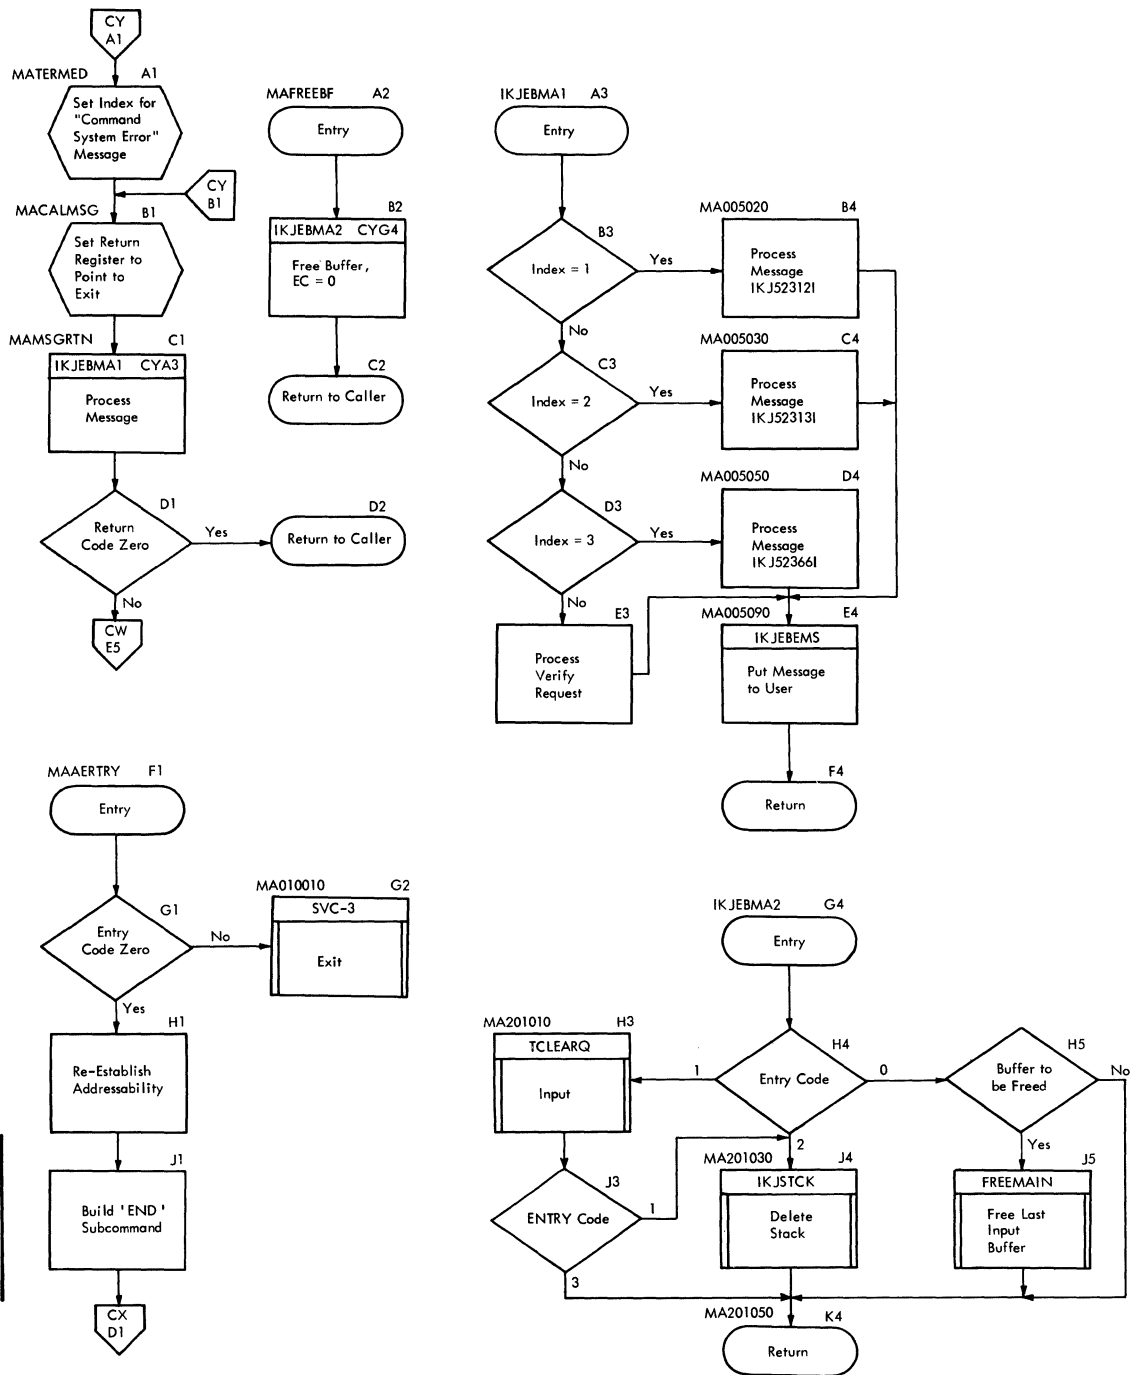 CY
A1
MATERMED A1
Set Index for
"Command
System Error"
Message
CY
B1
MACALMSG B1
Set Return
Register to
Point to
Exit
MAMSGRTN C1
IKJEBMA1 CYA3
Process
Message
D1
Return
Code Zero
Yes
No
CW
E5
MAFREEBF A2
Entry
B2
IKJEBMA2 CYG4
Free Buffer,
EC = 0
C2
Return to Caller
D2
Return to Caller
IKJEBMA1 A3
Entry
B3
Index = 1
Yes
No
MA005020 B4
Process
Message
IKJ52312I
C3
Index = 2
Yes
No
MA005030 C4
Process
Message
IKJ52313I
D3
Index = 3
Yes
No
MA005050 D4
Process
Message
IKJ52366I
E3
Process
Verify
Request
MA005090 E4
IKJEBEMS
Put Message
to User
F4
Return
MAAERTRY F1
Entry
G1
Entry
Code Zero
No
Yes
MA010010 G2
SVC-3
Exit
H1
Re-Establish
Addressability
J1
Build 'END'
Subcommand
CX
D1
IKJEBMA2 G4
Entry
H4
Entry Code
1
0
2
MA201010 H3
TCLEARQ
Input
J3
ENTRY Code
1
3
H5
Buffer to
be Freed
No
Yes
MA201030 J4
IKJSTCK
Delete
Stack
J5
FREEMAIN
Free Last
Input
Buffer
MA201050 K4
Return